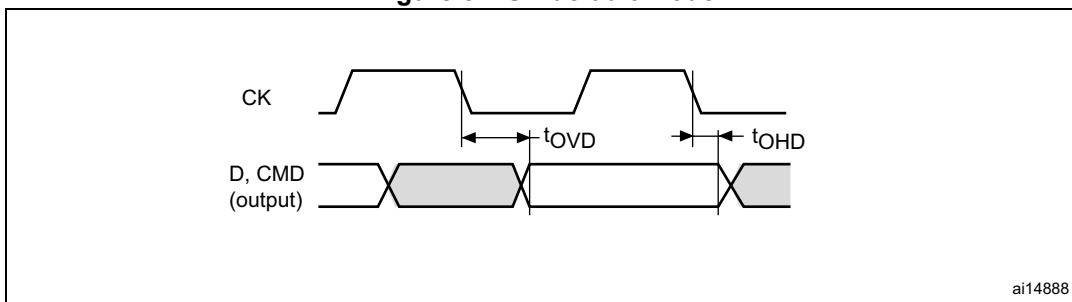 CK
tOVD
tOHD
D, CMD
(output)
ai14888